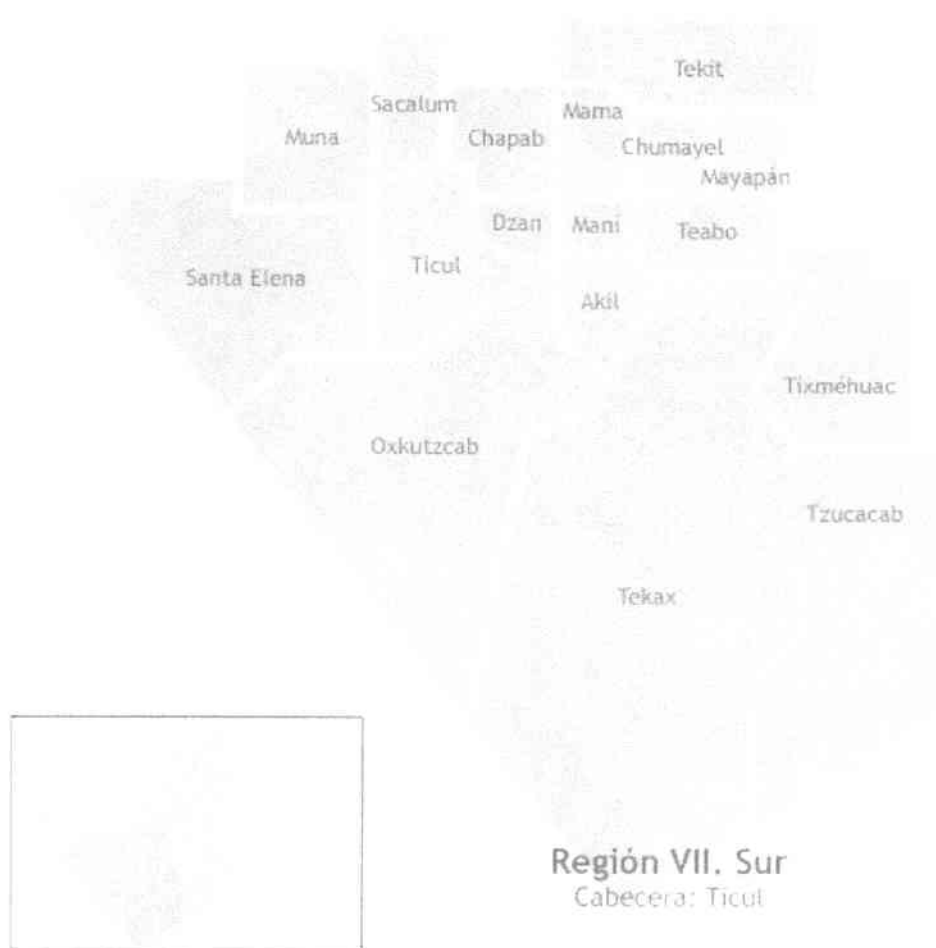 Tekit
Sacalum
Mama
Muna
Chapab
Chumayel
Mayapán
Dzan
Maní
Teabo
Ticul
Santa Elena
Akil
Tixméhuac
Oxkutzcab
Tzucacab
Tekax
Región VII. Sur
Cabecera: Ticul